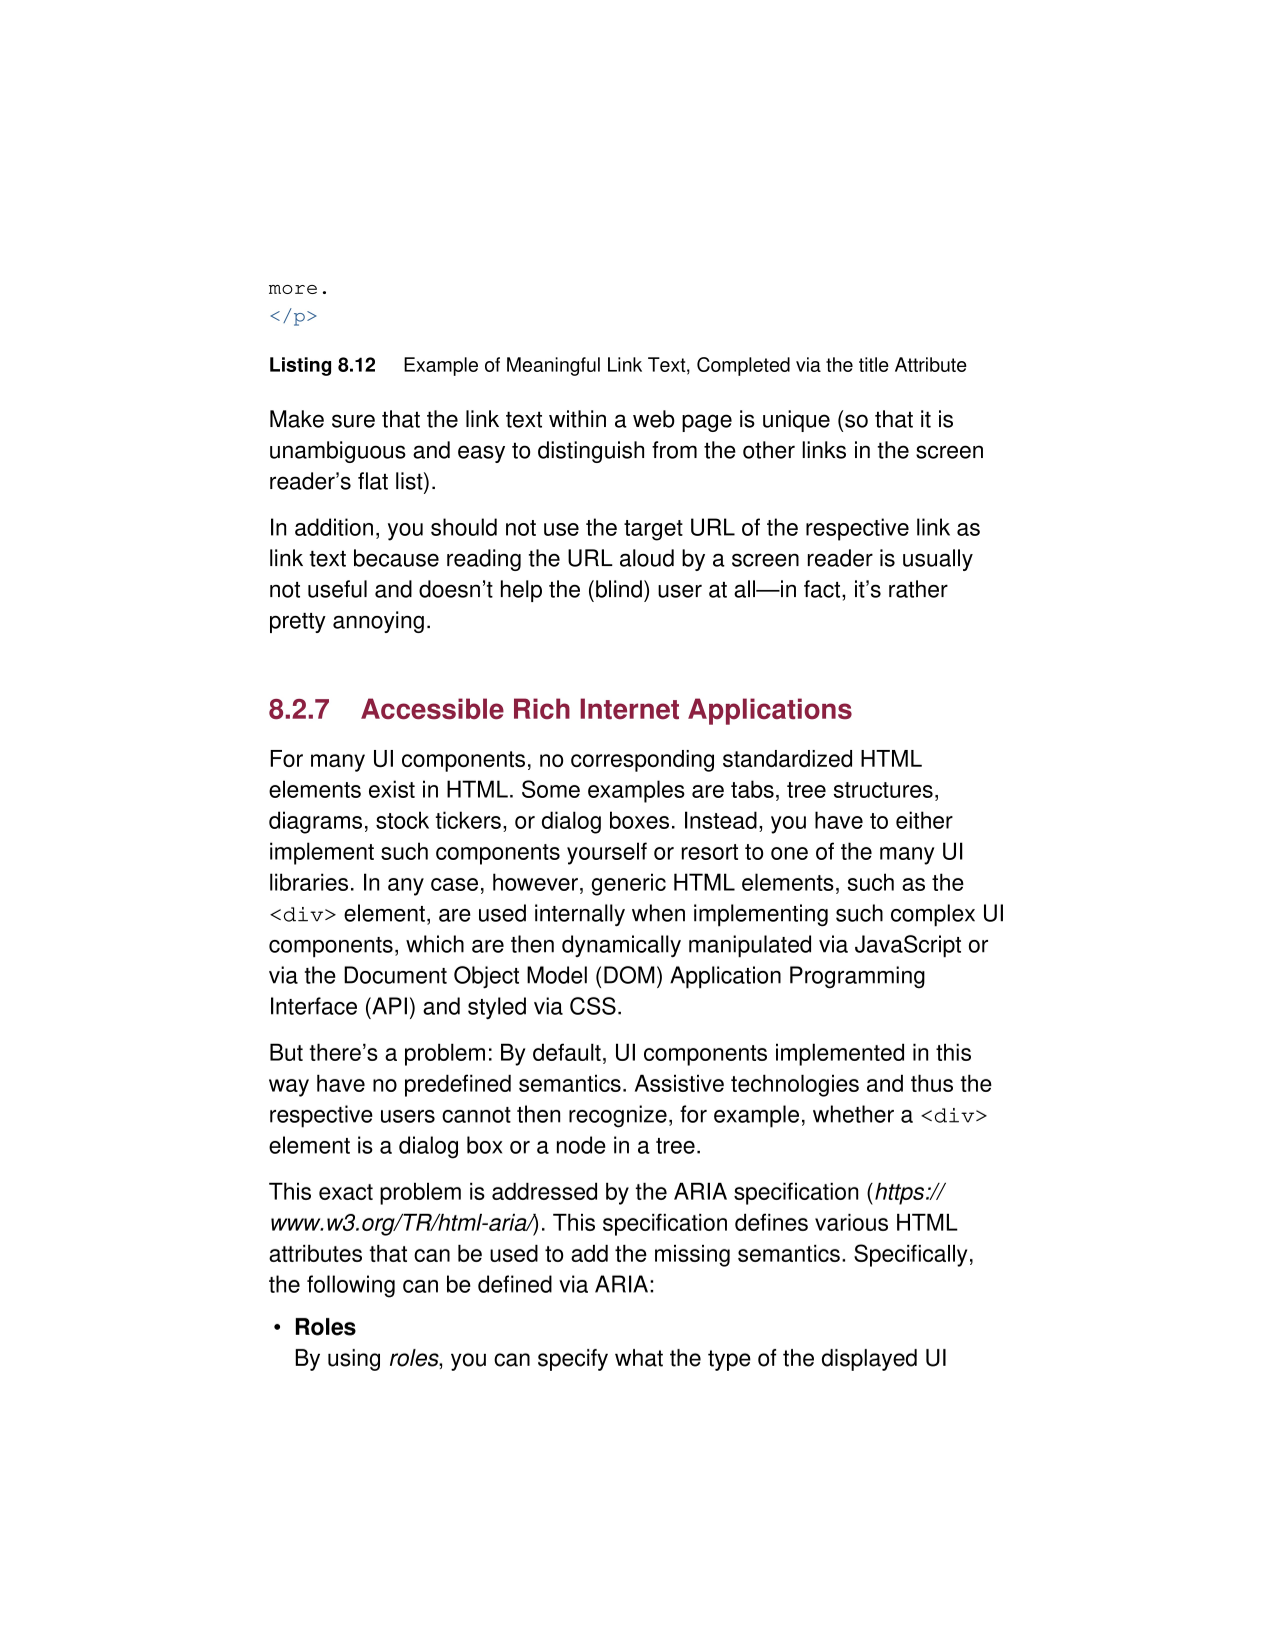 more.
</p>
Listing 8.12 Example of Meaningful Link Text, Completed via the title Attribute
Make sure that the link text within a web page is unique (so that it is
unambiguous and easy to distinguish from the other links in the screen
reader’s flat list).
In addition, you should not use the target URL of the respective link as
link text because reading the URL aloud by a screen reader is usually
not useful and doesn’t help the (blind) user at all—in fact, it’s rather
pretty annoying.
8.2.7 Accessible Rich Internet Applications
For many UI components, no corresponding standardized HTML
elements exist in HTML. Some examples are tabs, tree structures,
diagrams, stock tickers, or dialog boxes. Instead, you have to either
implement such components yourself or resort to one of the many UI
libraries. In any case, however, generic HTML elements, such as the
<div> element, are used internally when implementing such complex UI
components, which are then dynamically manipulated via JavaScript or
via the Document Object Model (DOM) Application Programming
Interface (API) and styled via CSS.
But there’s a problem: By default, UI components implemented in this
way have no predefined semantics. Assistive technologies and thus the
respective users cannot then recognize, for example, whether a <div>
element is a dialog box or a node in a tree.
This exact problem is addressed by the ARIA specification (https://
www.w3.org/TR/html-aria/). This specification defines various HTML
attributes that can be used to add the missing semantics. Specifically,
the following can be defined via ARIA:
• Roles
By using roles, you can specify what the type of the displayed UI